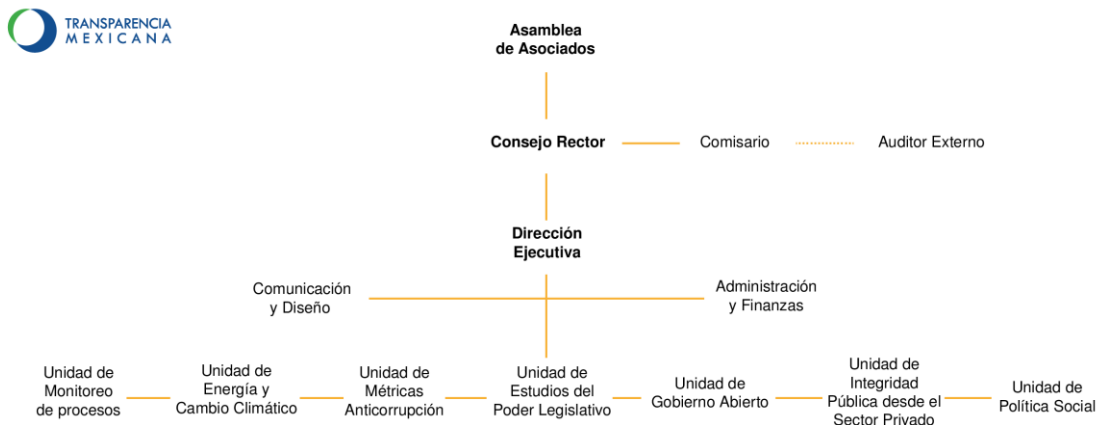 TRANSPARENCIA
MEXICANA
Asamblea
de Asociados
Consejo Rector
Comisario
Auditor Externo
Dirección
Ejecutiva
Comunicación
y Diseño
Administración
y Finanzas
Unidad de
Monitoreo
de procesos
Unidad de
Energía y
Cambio Climático
Unidad de
Métricas
Anticorrupción
Unidad de
Estudios del
Poder Legislativo
Unidad de
Gobierno Abierto
Unidad de
Integridad
Pública desde el
Sector Privado
Unidad de
Política Social